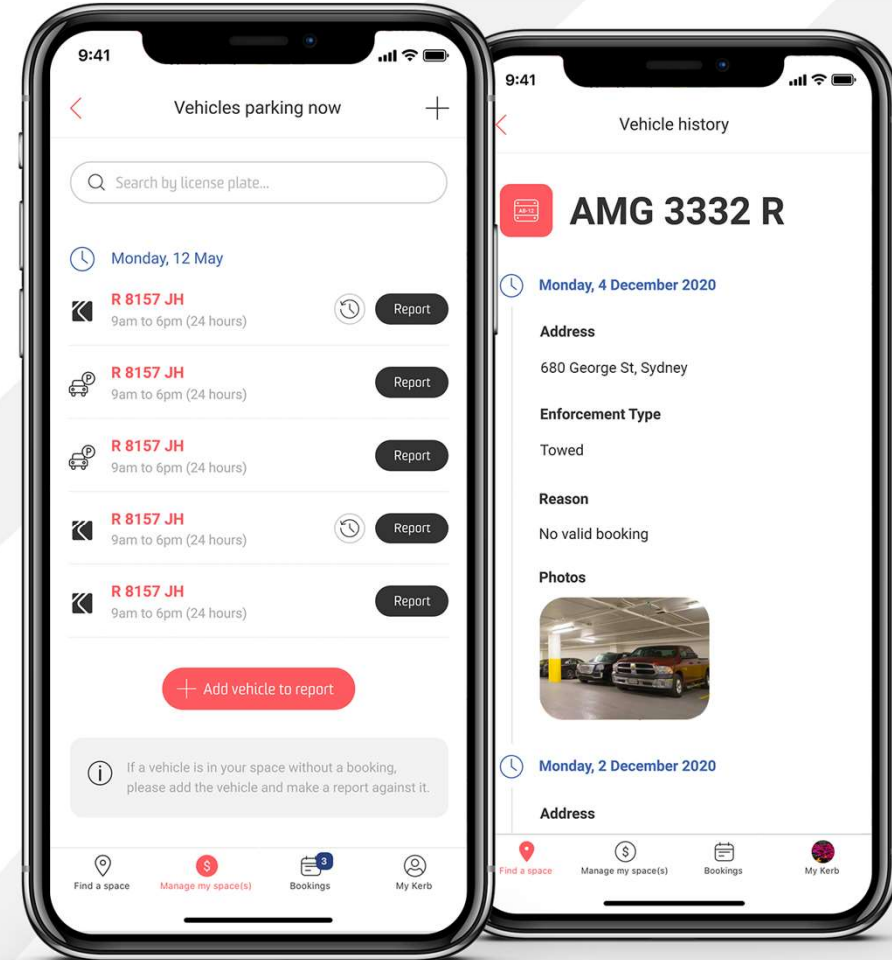 9:41
Vehicles parking now
Search by license plate...
Monday, 12 May
R 8157 JH
9am to 6pm (24 hours)
Report
R 8157 JH
9am to 6pm (24 hours)
Report
R 8157 JH
9am to 6pm (24 hours)
Report
R 8157 JH
9am to 6pm (24 hours)
Report
R 8157 JH
9am to 6pm (24 hours)
Report
+ Add vehicle to report
If a vehicle is in your space without a booking,
please add the vehicle and make a report against it.
Find a space
Manage my space(s)
3
Bookings
My Kerb
9:41
Vehicle history
AB-12
AMG 3332 R
Monday, 4 December 2020
Address
680 George St, Sydney
Enforcement Type
Towed
Reason
No valid booking
Photos
Monday, 2 December 2020
Address
Find a space
Manage my space(s)
Bookings
My Kerb